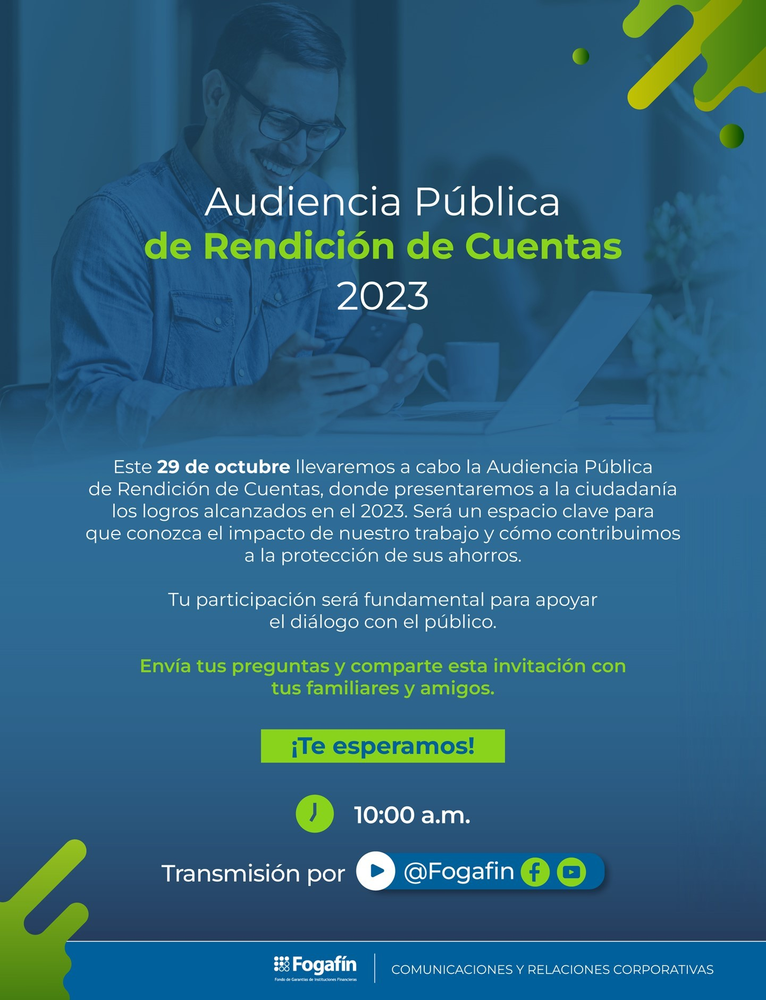 Audiencia Pública
de Rendición de Cuentas
2023
Este 29 de octubre llevaremos a cabo la Audiencia Pública
de Rendición de Cuentas, donde presentaremos a la ciudadanía
los logros alcanzados en el 2023. Será un espacio clave para
que conozca el impacto de nuestro trabajo y cómo contribuimos
a la protección de sus ahorros.
Tu participación será fundamental para apoyar
el diálogo con el público.
Envía tus preguntas y comparte esta invitación con
tus familiares y amigos.
¡Te esperamos!
10:00 a.m.
Transmisión por @Fogafin
Fogafín
Fondo de Garantías de Instituciones Financieras
COMUNICACIONES Y RELACIONES CORPORATIVAS